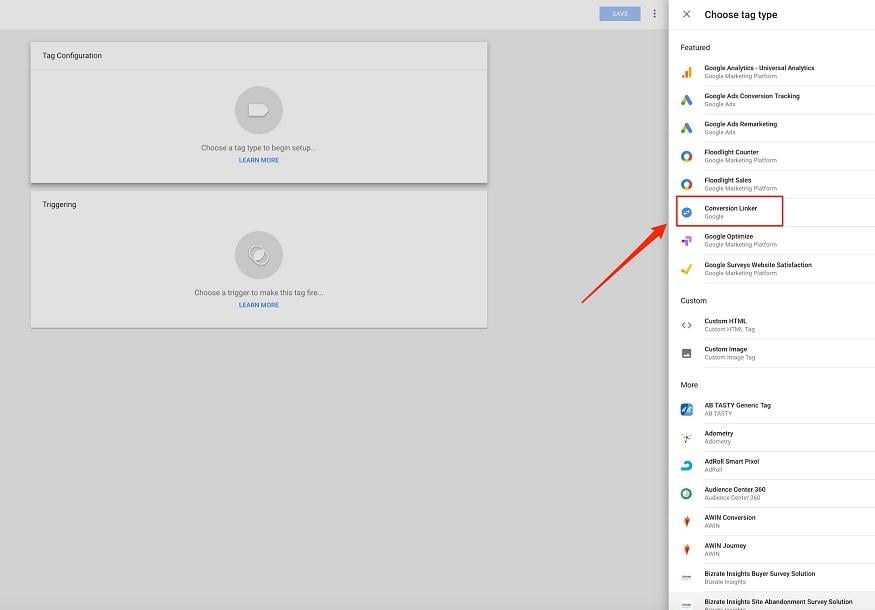 SAVE
Choose tag type
Tag Configuration
Choose a tag type to begin setup...
LEARN MORE
Triggering
Choose a trigger to make this tag fire...
LEARN MORE
Featured
Google Analytics - Universal Analytics
Google Marketing Platform
Google Ads Conversion Tracking
Google Ads
Google Ads Remarketing
Google Ads
Floodlight Counter
Google Marketing Platform
Floodlight Sales
Google Marketing Platform
Conversion Linker
Google
Google Optimize
Google Marketing Platform
Google Surveys Website Satisfaction
Google Marketing Platform
Custom
Custom HTML
Custom HTML Tag
Custom Image
Custom Image Tag
More
AB TASTY Generic Tag
AB TASTY
Adometry
Adometry
AdRoll Smart Pixel
AdRoll
Audience Center 360
Audience Center 360
AWIN Conversion
AWIN
AWIN Journey
AWIN
Bizrate Insights Buyer Survey Solution
Bizrate Insights
Bizrate Insights Site Abandonment Survey Solution
Bizrate Insights